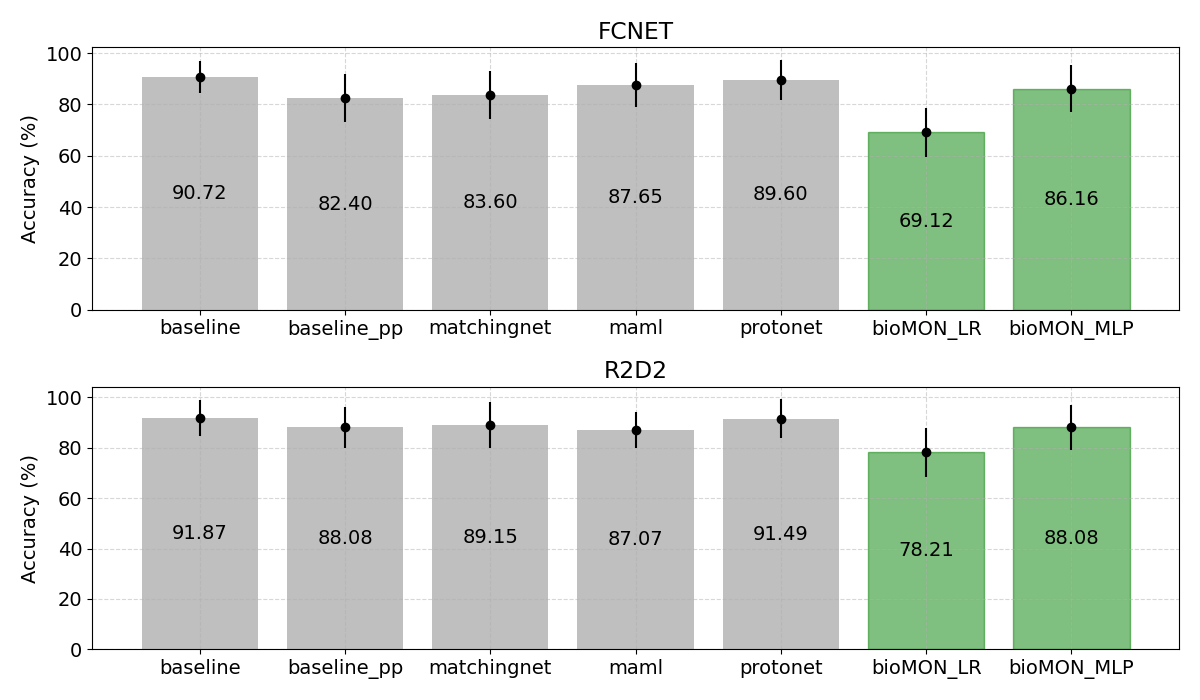 FCNET
Accuracy (%)
100
80
60
40
20
0
90.72
82.40
83.60
87.65
89.60
69.12
86.16
baseline
baseline_pp
matchingnet
maml
protonet
bioMON_LR
bioMON_MLP
R2D2
Accuracy (%)
100
80
60
40
20
0
91.87
88.08
89.15
87.07
91.49
78.21
88.08
baseline
baseline_pp
matchingnet
maml
protonet
bioMON_LR
bioMON_MLP